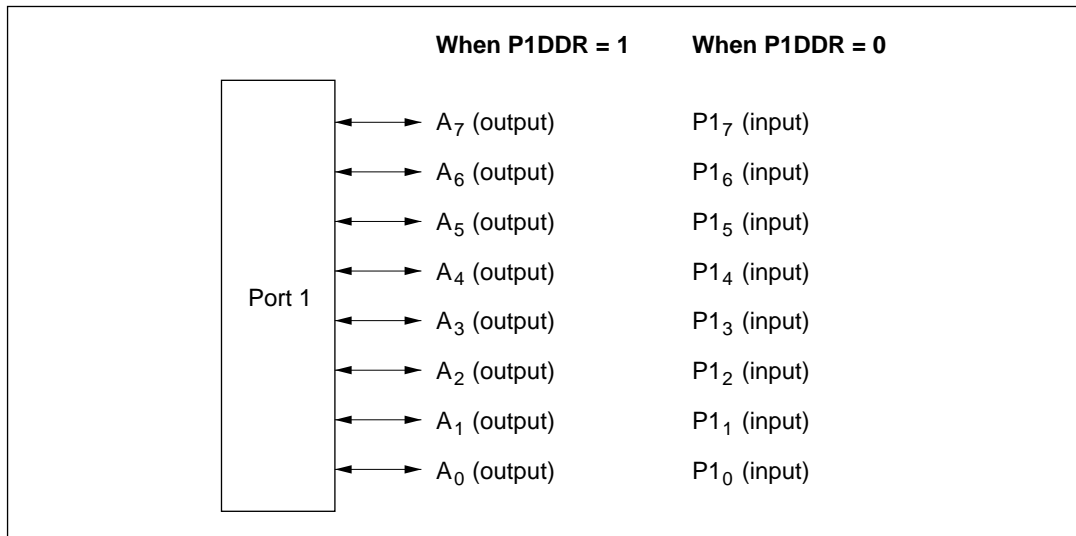 When P1DDR = 1 When P1DDR = 0
A7 (output) P17 (input)
A6 (output) P16 (input)
A5 (output) P15 (input)
A4 (output) P14 (input)
Port 1
A3 (output) P13 (input)
A2 (output) P12 (input)
A1 (output) P11 (input)
A0 (output) P10 (input)